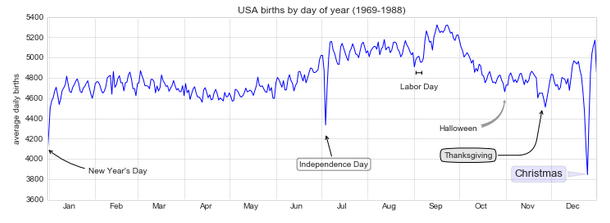 USA births by day of year (1969-1988)
average daily births
5400
5200
5000
4800
4600
4400
4200
4000
3800
3600
Labor Day
Halloween
Thanksgiving
Independence Day
New Year's Day
Christmas
Jan Feb Mar Apr May Jun Jul Aug Sep Oct Nov Dec